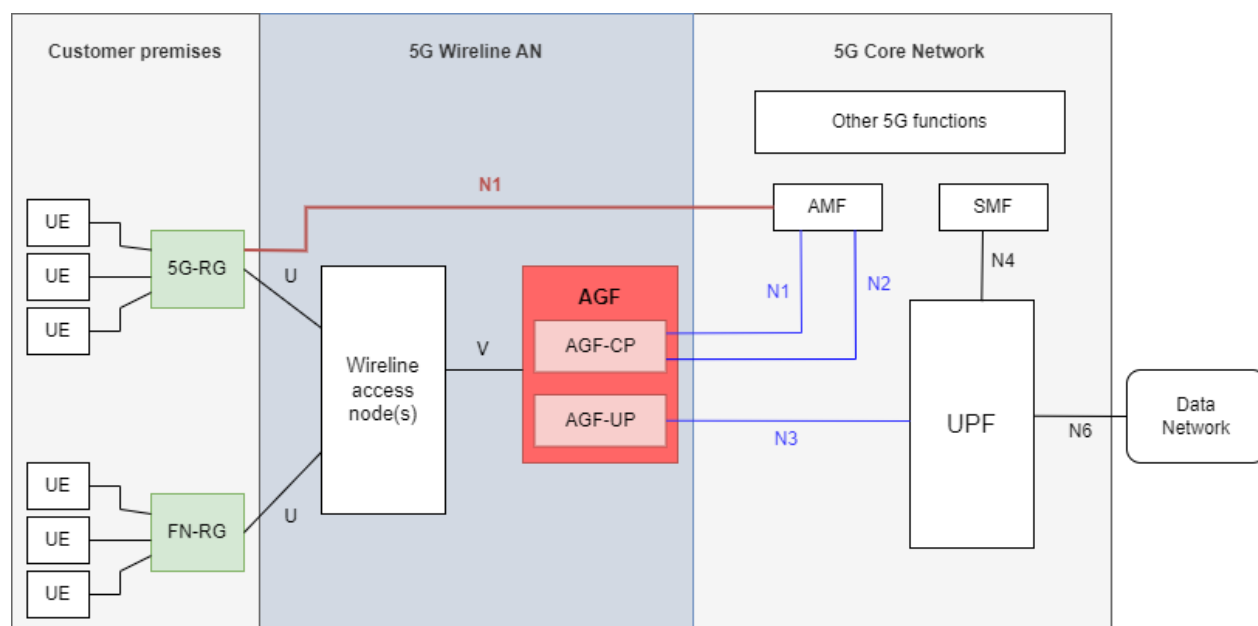 Customer premises
5G Wireline AN
5G Core Network
Other 5G functions
N1
AMF
SMF
UE
UE
UE
5G-RG
U
N1
N2
N4
AGF
AGF-CP
AGF-UP
V
Wireline
access
node(s)
N3
UPF
N6
Data
Network
UE
UE
UE
FN-RG
U